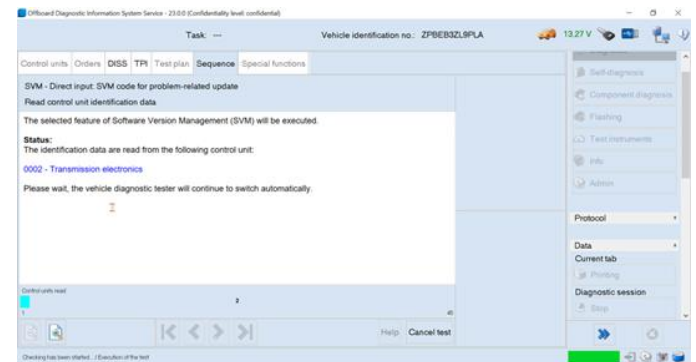 Offboard Diagnostic Information System Service - 23.0.0 (Confidentiality level: confidential)
Task: ---
Vehicle identification no.: ZPBEB3ZL9PLA
13.27 V
Control units Orders DISS TPI Test plan Sequence Special functions
SVM - Direct input: SVM code for problem-related update
Read control unit identification data
The selected feature of Software Version Management (SVM) will be executed.
Status:
The identification data are read from the following control unit:
0002 - Transmission electronics
Please wait, the vehicle diagnostic tester will continue to switch automatically.
Control units read
1
2
Help
Cancel test
Checking has been started... / Execution of the test
Self-diagnosis
Component diagnosis
Flashing
Test instruments
Info
Admin
Protocol
Data
Current tab
Printing
Diagnostic session
Stop